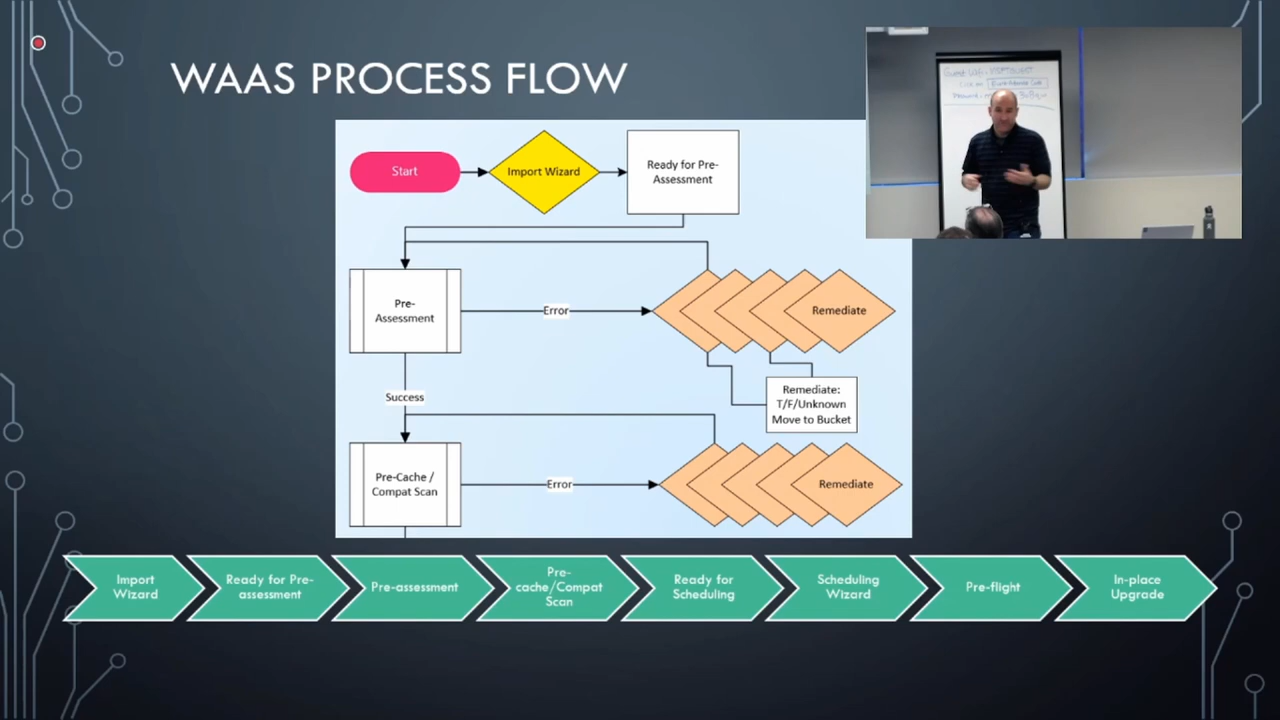 WAAS PROCESS FLOW
Start
Import Wizard
Ready for Pre-
Assessment
Pre-
Assessment
Error
Remediate
Success
Remediate:
T/F/Unknown
Move to Bucket
Pre-Cache /
Compat Scan
Error
Remediate
Import
Wizard
Ready for Pre-
assessment
Pre-assessment
Pre-
cache/Compat
Scan
Ready for
Scheduling
Scheduling
Wizard
Pre-flight
In-place
Upgrade